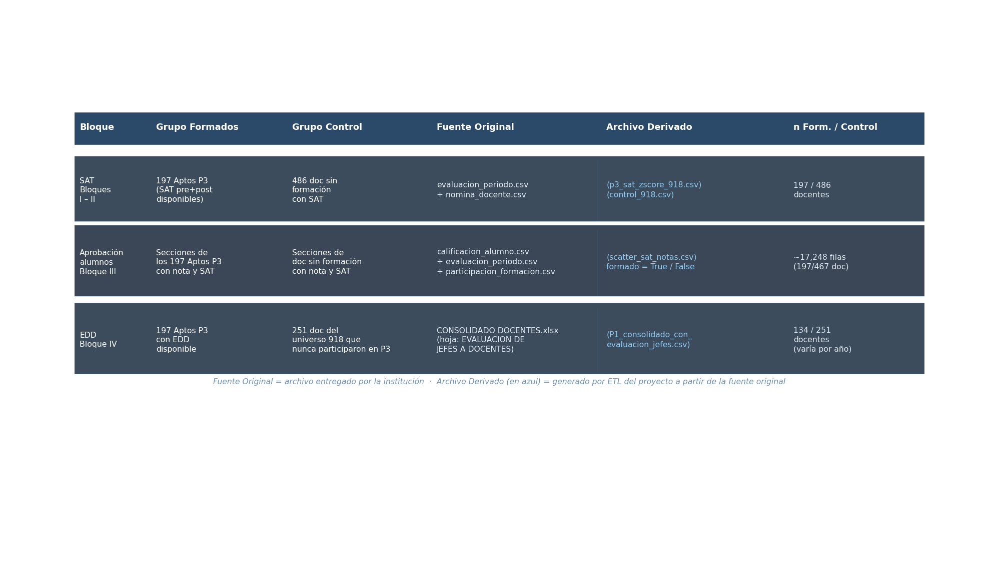 Bloque
Grupo Formados
Grupo Control
Fuente Original
Archivo Derivado
n Form. / Control
SAT
Bloques
I – II
197 Aptos P3
(SAT pre+post
disponibles)
486 doc sin
formación
con SAT
evaluacion_periodo.csv
+ nomina_docente.csv
(p3_sat_zscore_918.csv)
(control_918.csv)
197 / 486
docentes
Aprobación
alumnos
Bloque III
Secciones de
los 197 Aptos P3
con nota y SAT
Secciones de
doc sin formación
con nota y SAT
calificacion_alumno.csv
+ evaluacion_periodo.csv
+ participacion_formacion.csv
(scatter_sat_notas.csv)
formado = True / False
~17,248 filas
(197/467 doc)
EDD
Bloque IV
197 Aptos P3
con EDD
disponible
251 doc del
universo 918 que
nunca participaron en P3
CONSOLIDADO DOCENTES.xlsx
(hoja: EVALUACION DE
JEFES A DOCENTES)
(P1_consolidado_con_
evaluacion_jefes.csv)
134 / 251
docentes
(varía por año)
Fuente Original = archivo entregado por la institución · Archivo Derivado (en azul) = generado por ETL del proyecto a partir de la fuente original